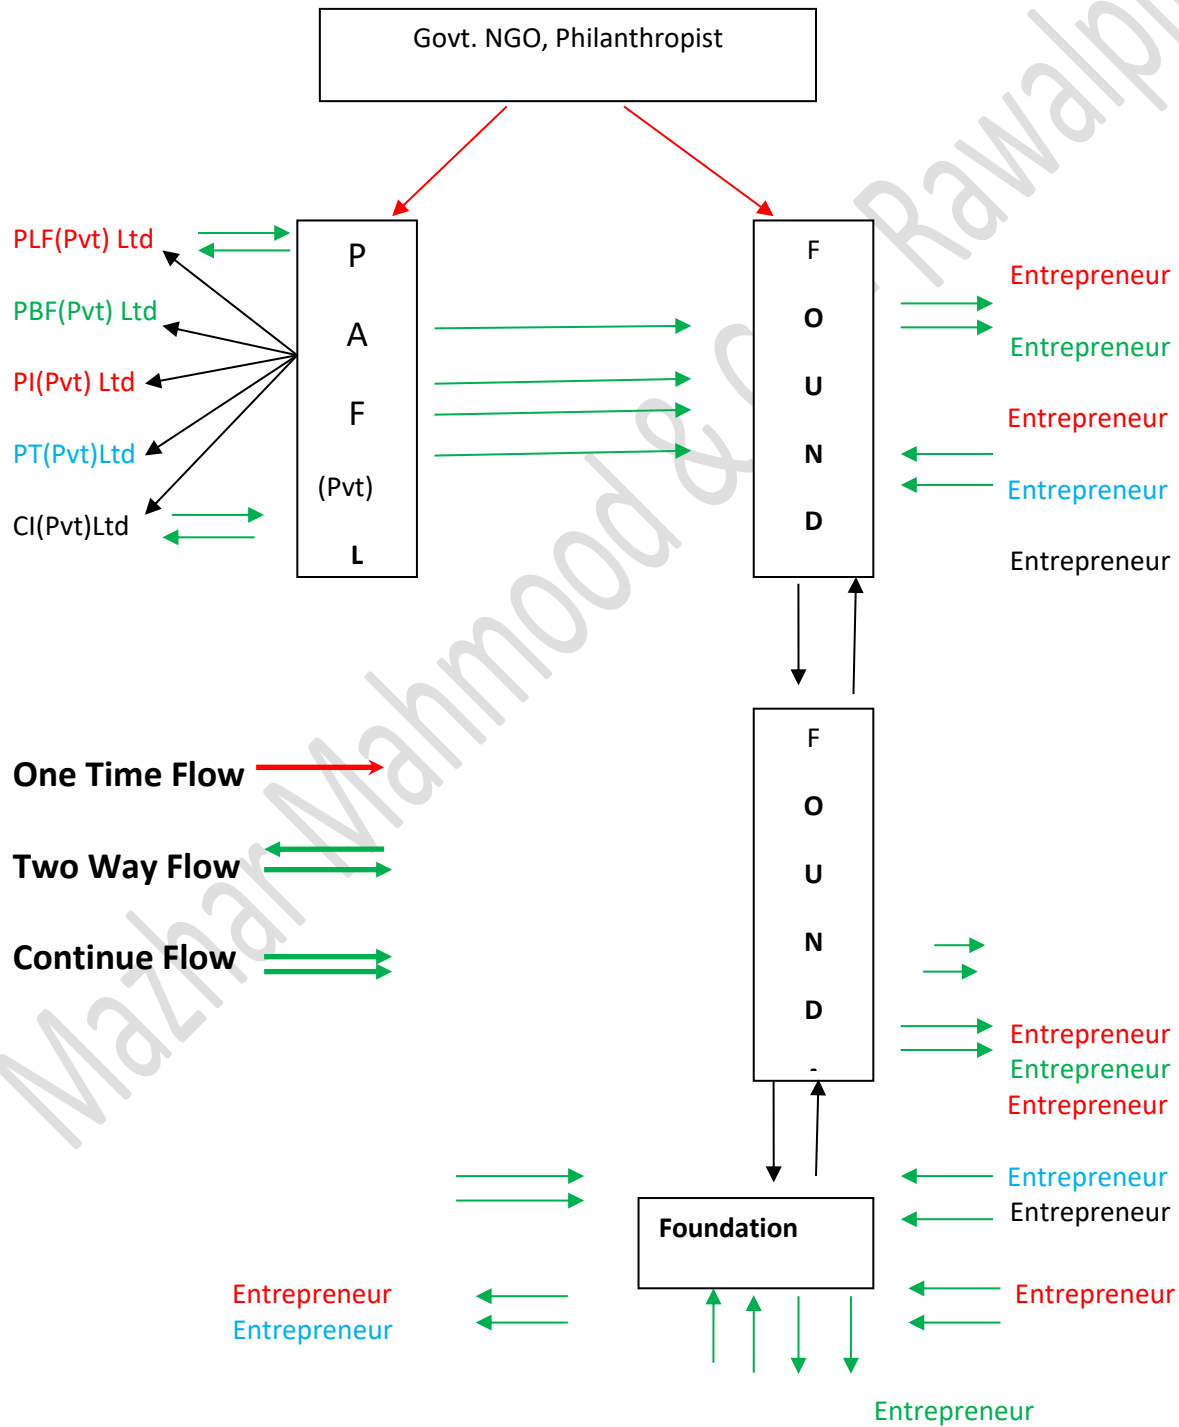 Govt. NGO, Philanthropist
PLF(Pvt) Ltd
PBF(Pvt) Ltd
PI(Pvt) Ltd
PT(Pvt)Ltd
CI(Pvt)Ltd
P
A
F
(Pvt)
L
F
O
U
N
D
Entrepreneur
Entrepreneur
Entrepreneur
Entrepreneur
Entrepreneur
One Time Flow
Two Way Flow
Continue Flow
F
O
U
N
D
Entrepreneur
Entrepreneur
Entrepreneur
Entrepreneur
Entrepreneur
Foundation
Entrepreneur
Entrepreneur
Entrepreneur
Entrepreneur
Mazhar Mahmood &